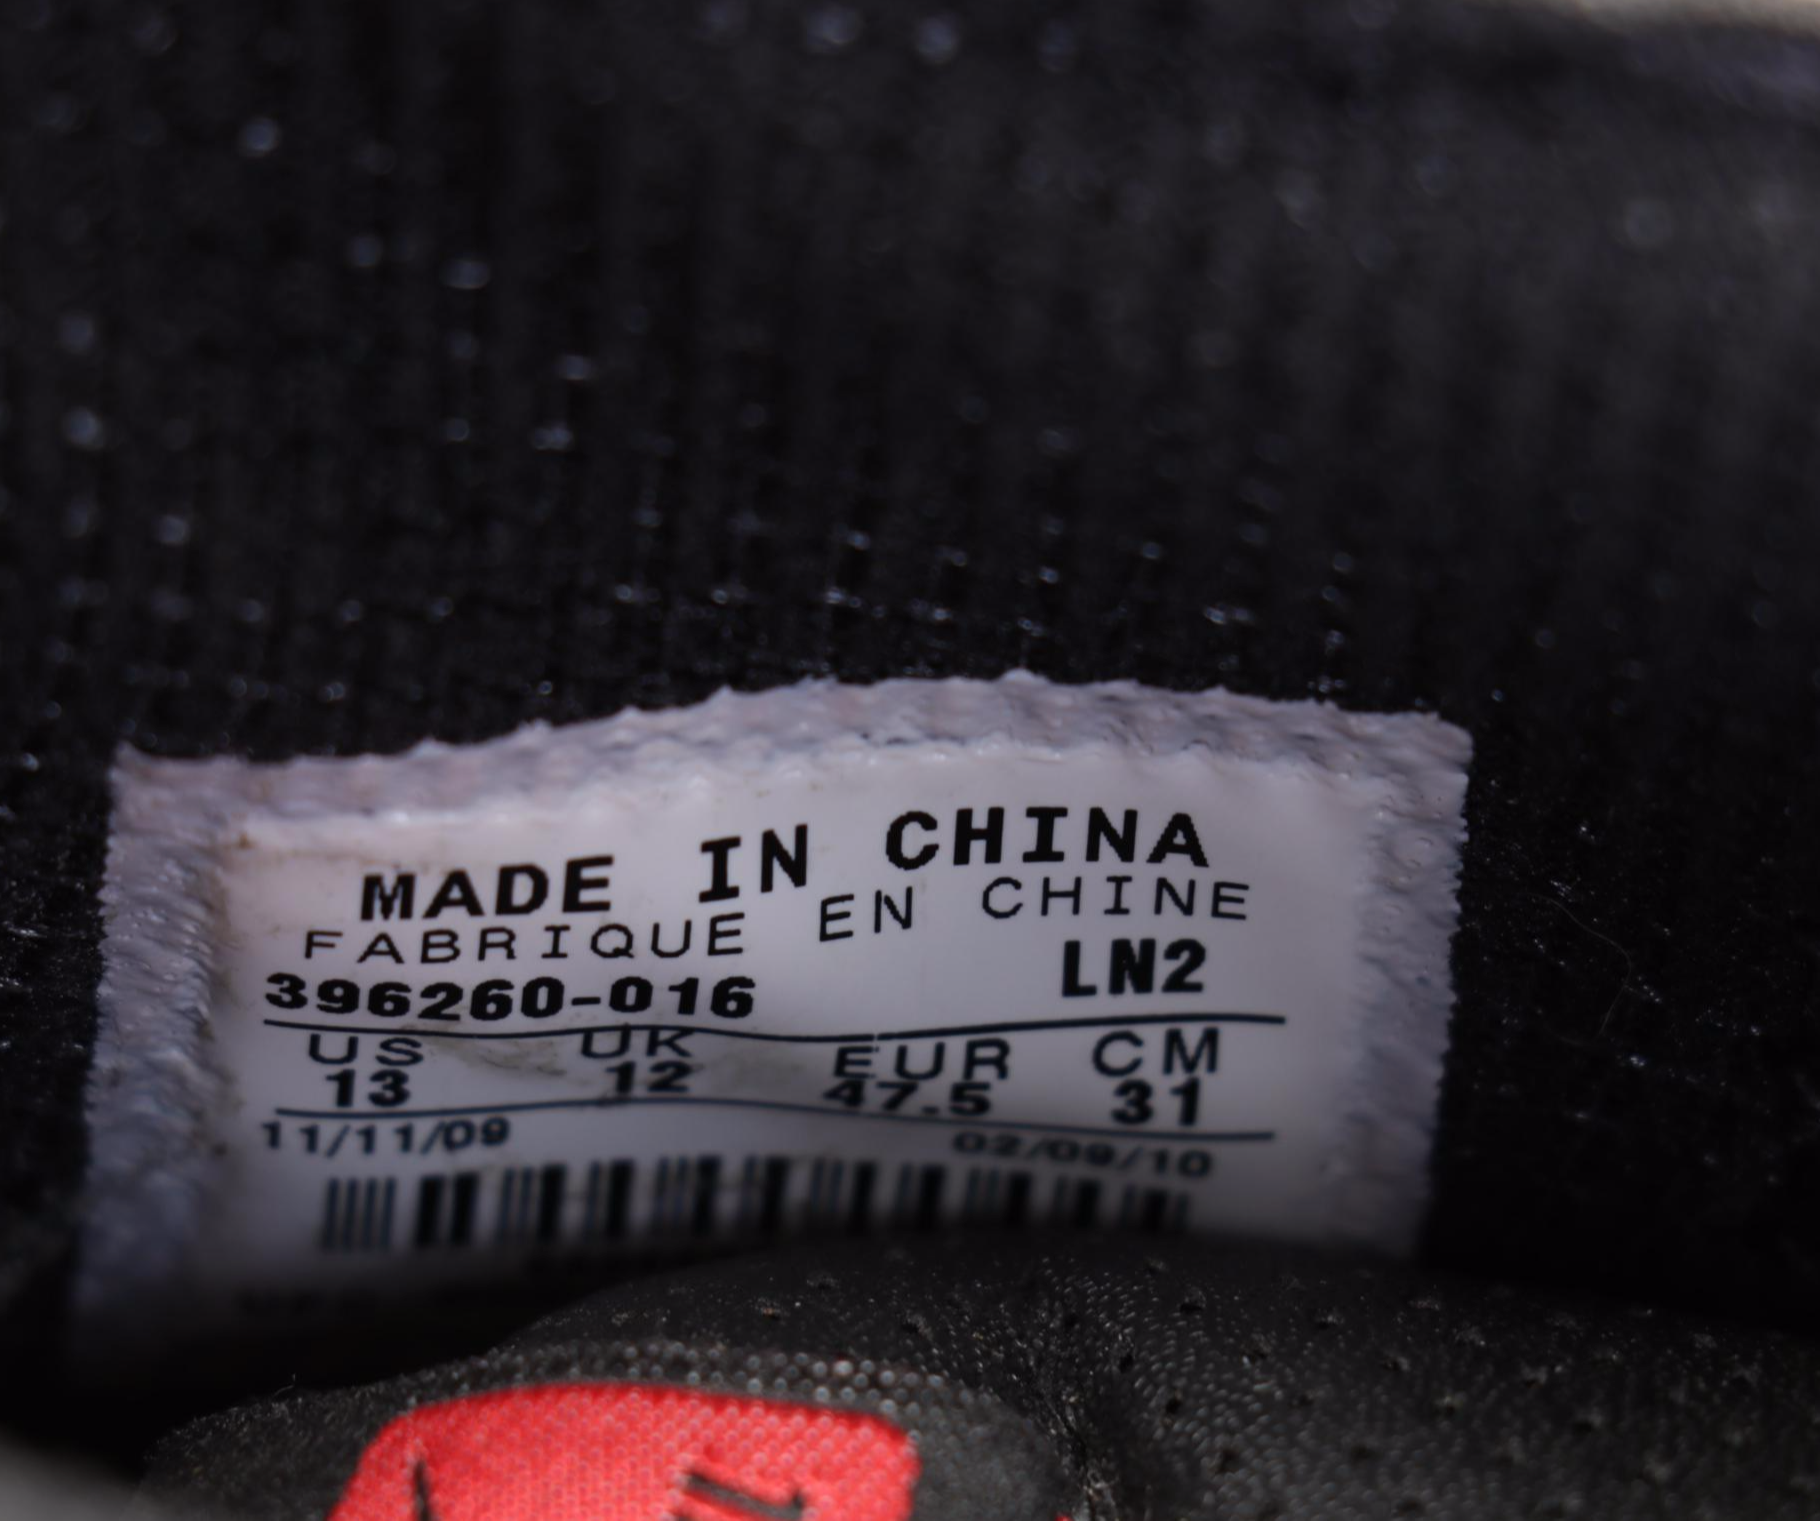 MADE IN CHINA
FABRIQUE EN CHINE
396260-016 LN2
US UK EUR CM
13 12 47.5 31
11/11/09 02/09/10